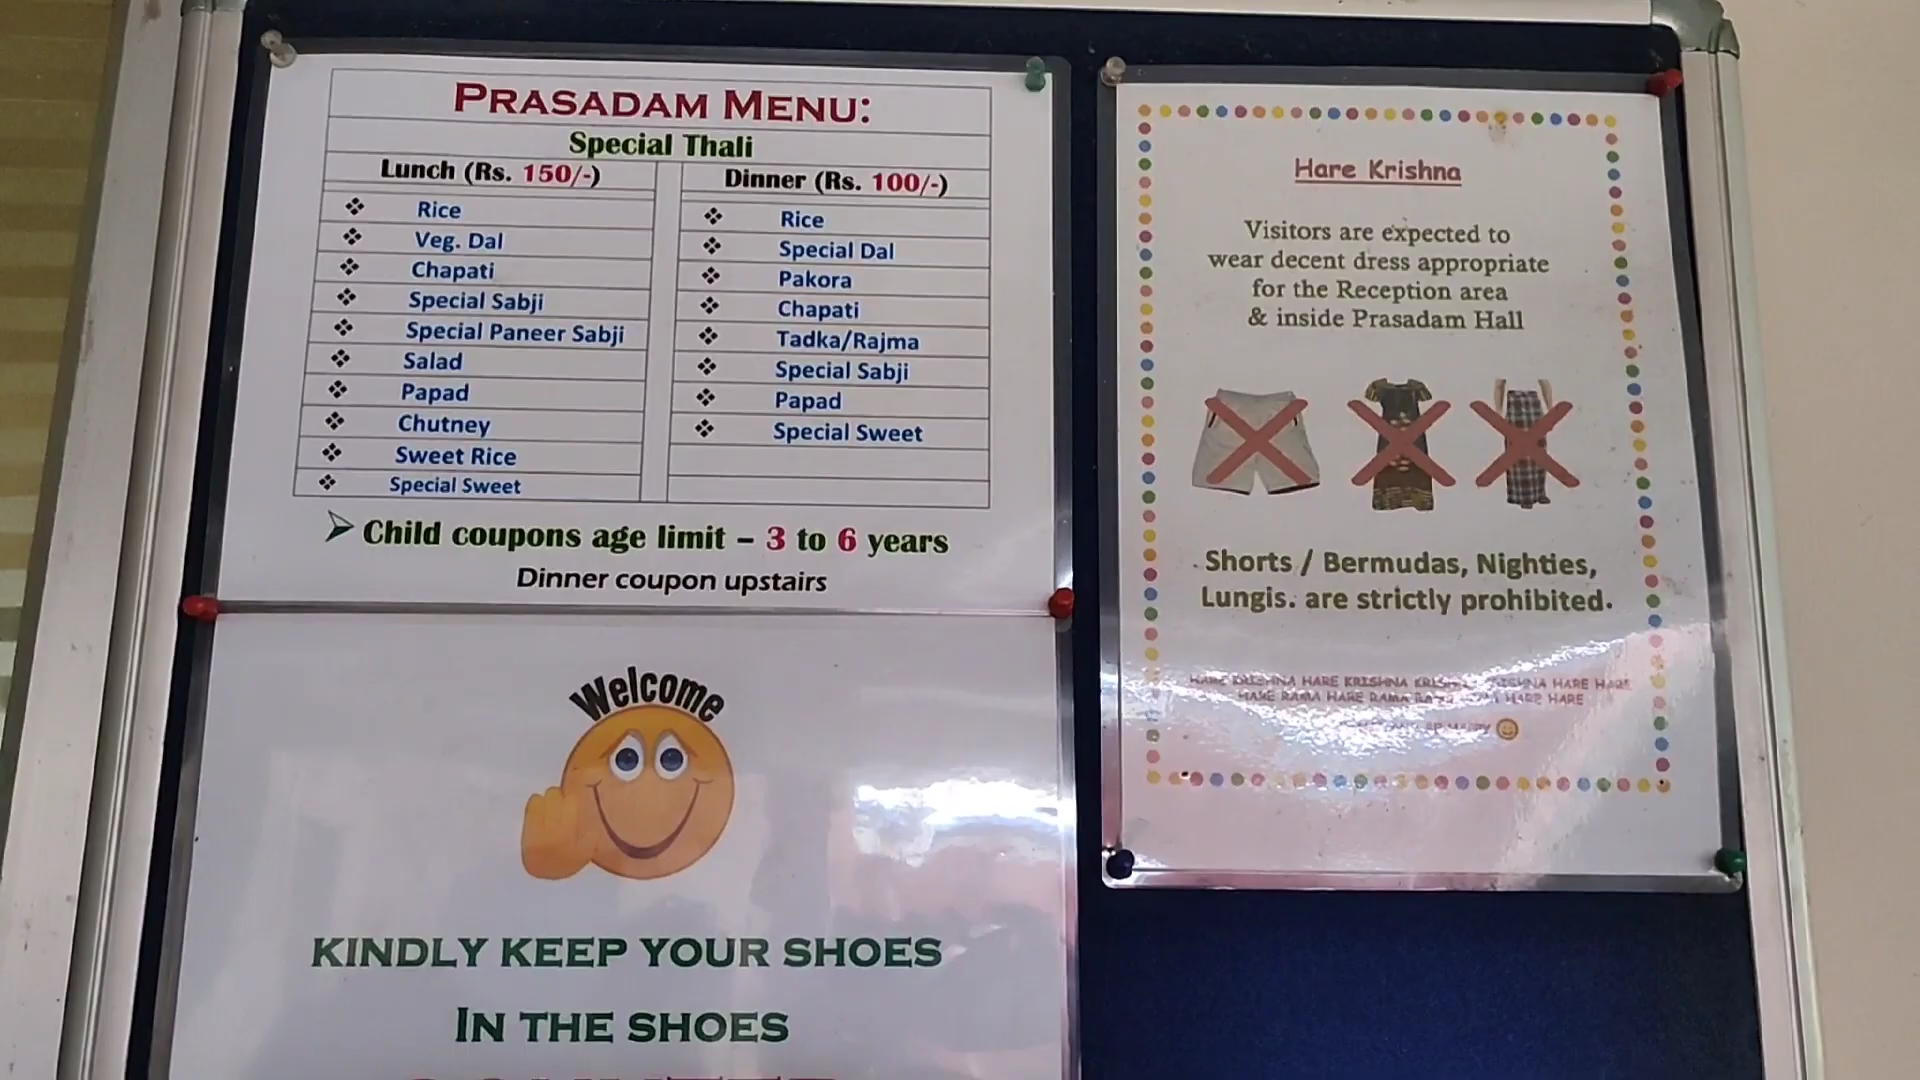 PRASADAM MENU:
Special Thali
Lunch (Rs. 150/-)
Rice
Veg. Dal
Chapati
Special Sabji
Special Paneer Sabji
Salad
Papad
Chutney
Sweet Rice
Special Sweet
Dinner (Rs. 100/-)
Rice
Special Dal
Pakora
Chapati
Tadka/Rajma
Special Sabji
Papad
Special Sweet
Child coupons age limit – 3 to 6 years
Dinner coupon upstairs
Welcome
KINDLY KEEP YOUR SHOES
IN THE SHOES
Hare Krishna
Visitors are expected to
wear decent dress appropriate
for the Reception area
& inside Prasadam Hall
Shorts / Bermudas, Nighties,
Lungis. are strictly prohibited.
HARE KRISHNA HARE KRISHNA HARE HARE
HARE RAMA HARE RAMA HARE HARE